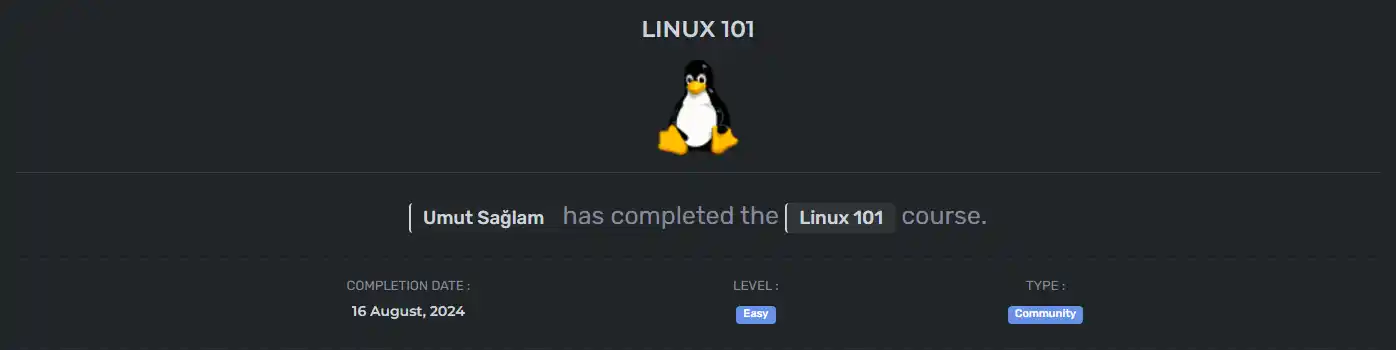 LINUX 101
Umut Sağlam has completed the Linux 101 course.
COMPLETION DATE : LEVEL : TYPE :
16 August, 2024 Easy Community